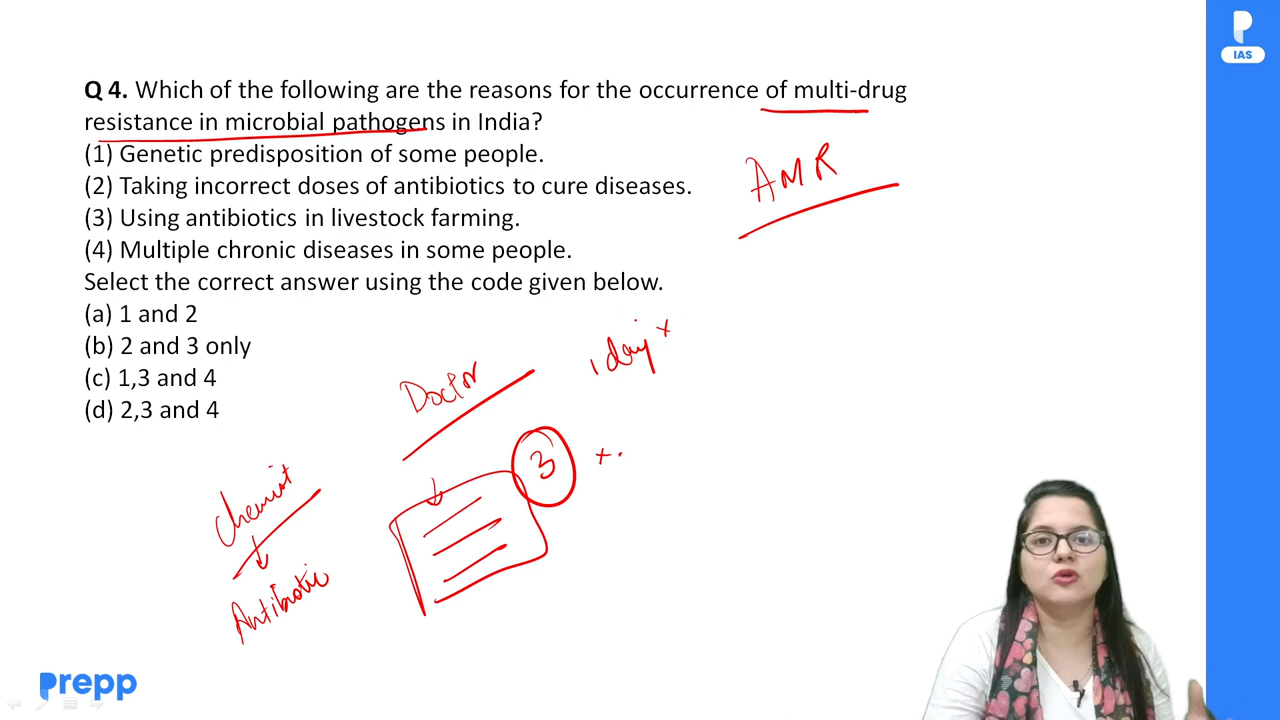 IAS
Q 4. Which of the following are the reasons for the occurrence of multi-drug
resistance in microbial pathogens in India?
(1) Genetic predisposition of some people.
(2) Taking incorrect doses of antibiotics to cure diseases.
(3) Using antibiotics in livestock farming.
(4) Multiple chronic diseases in some people.
Select the correct answer using the code given below.
(a) 1 and 2
(b) 2 and 3 only
(c) 1,3 and 4
(d) 2,3 and 4
AMR
1 day x
Doctor
3 x.
Chemist
Antibiotic
prepp